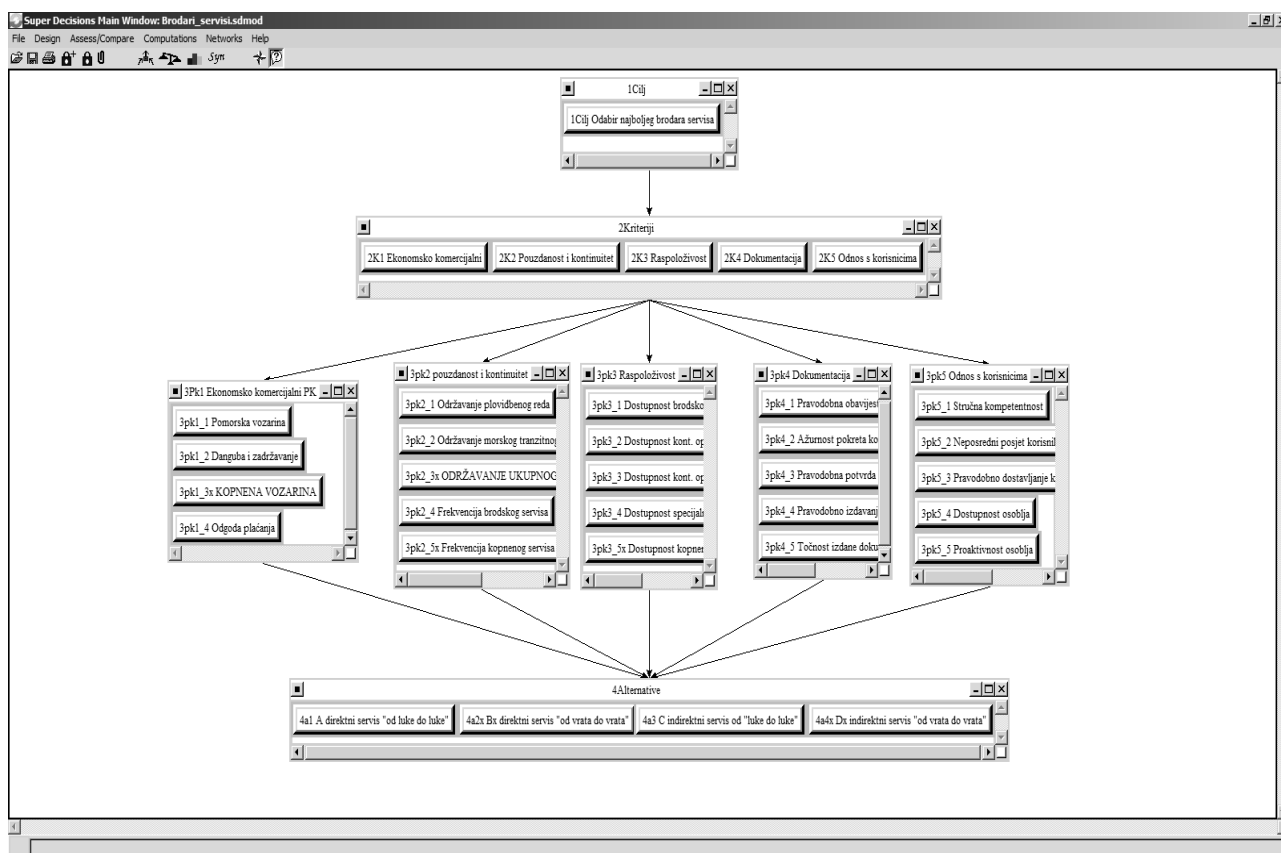 Super Decisions Main Window: Brodari_servisi.sdmod
File Design Assess/Compare Computations Networks Help
Syn
1Cilj
1Cilj Odabir najboljeg brodara servisa
2Kriteriji
2K1 Ekonomsko komercijalni 2K2 Pouzdanost i kontinuitet 2K3 Raspoloživost 2K4 Dokumentacija 2K5 Odnos s korisnicima
3Pk1 Ekonomsko komercijalni PK
3pk1_1 Pomorska vozarina
3pk1_2 Danguba i zadržavanje
3pk1_3x KOPNENA VOZARINA
3pk1_4 Odgoda plaćanja
3pk2 pouzdanost i kontinuitet
3pk2_1 Održavanje plovidbenog reda
3pk2_2 Održavanje morskog tranzitnog
3pk2_3x ODRŽAVANJE UKUPNOG
3pk2_4 Frekvencija brodskog servisa
3pk2_5x Frekvencija kopnenog servisa
3pk3 Raspoloživost
3pk3_1 Dostupnost brodsko
3pk3_2 Dostupnost kont. op
3pk3_3 Dostupnost kont. op
3pk3_4 Dostupnost specijaln
3pk3_5x Dostupnost kopnen
3pk4 Dokumentacija
3pk4_1 Pravodobna obavijest
3pk4_2 Ažurnost pokreta ko
3pk4_3 Pravodobna potvrda
3pk4_4 Pravodobno izdavanj
3pk4_5 Točnost izdane doku
3pk5 Odnos s korisnicima
3pk5_1 Stručna kompetentnost
3pk5_2 Neposredni posjet korisnik
3pk5_3 Pravodobno dostavljanje k
3pk5_4 Dostupnost osoblja
3pk5_5 Proaktivnost osoblja
4Alternative
4a1 A direktni servis "od luke do luke" 4a2x Bx direktni servis "od vrata do vrata" 4a3 C indirektni servis od "luke do luke" 4a4x Dx indirektni servis "od vrata do vrata"